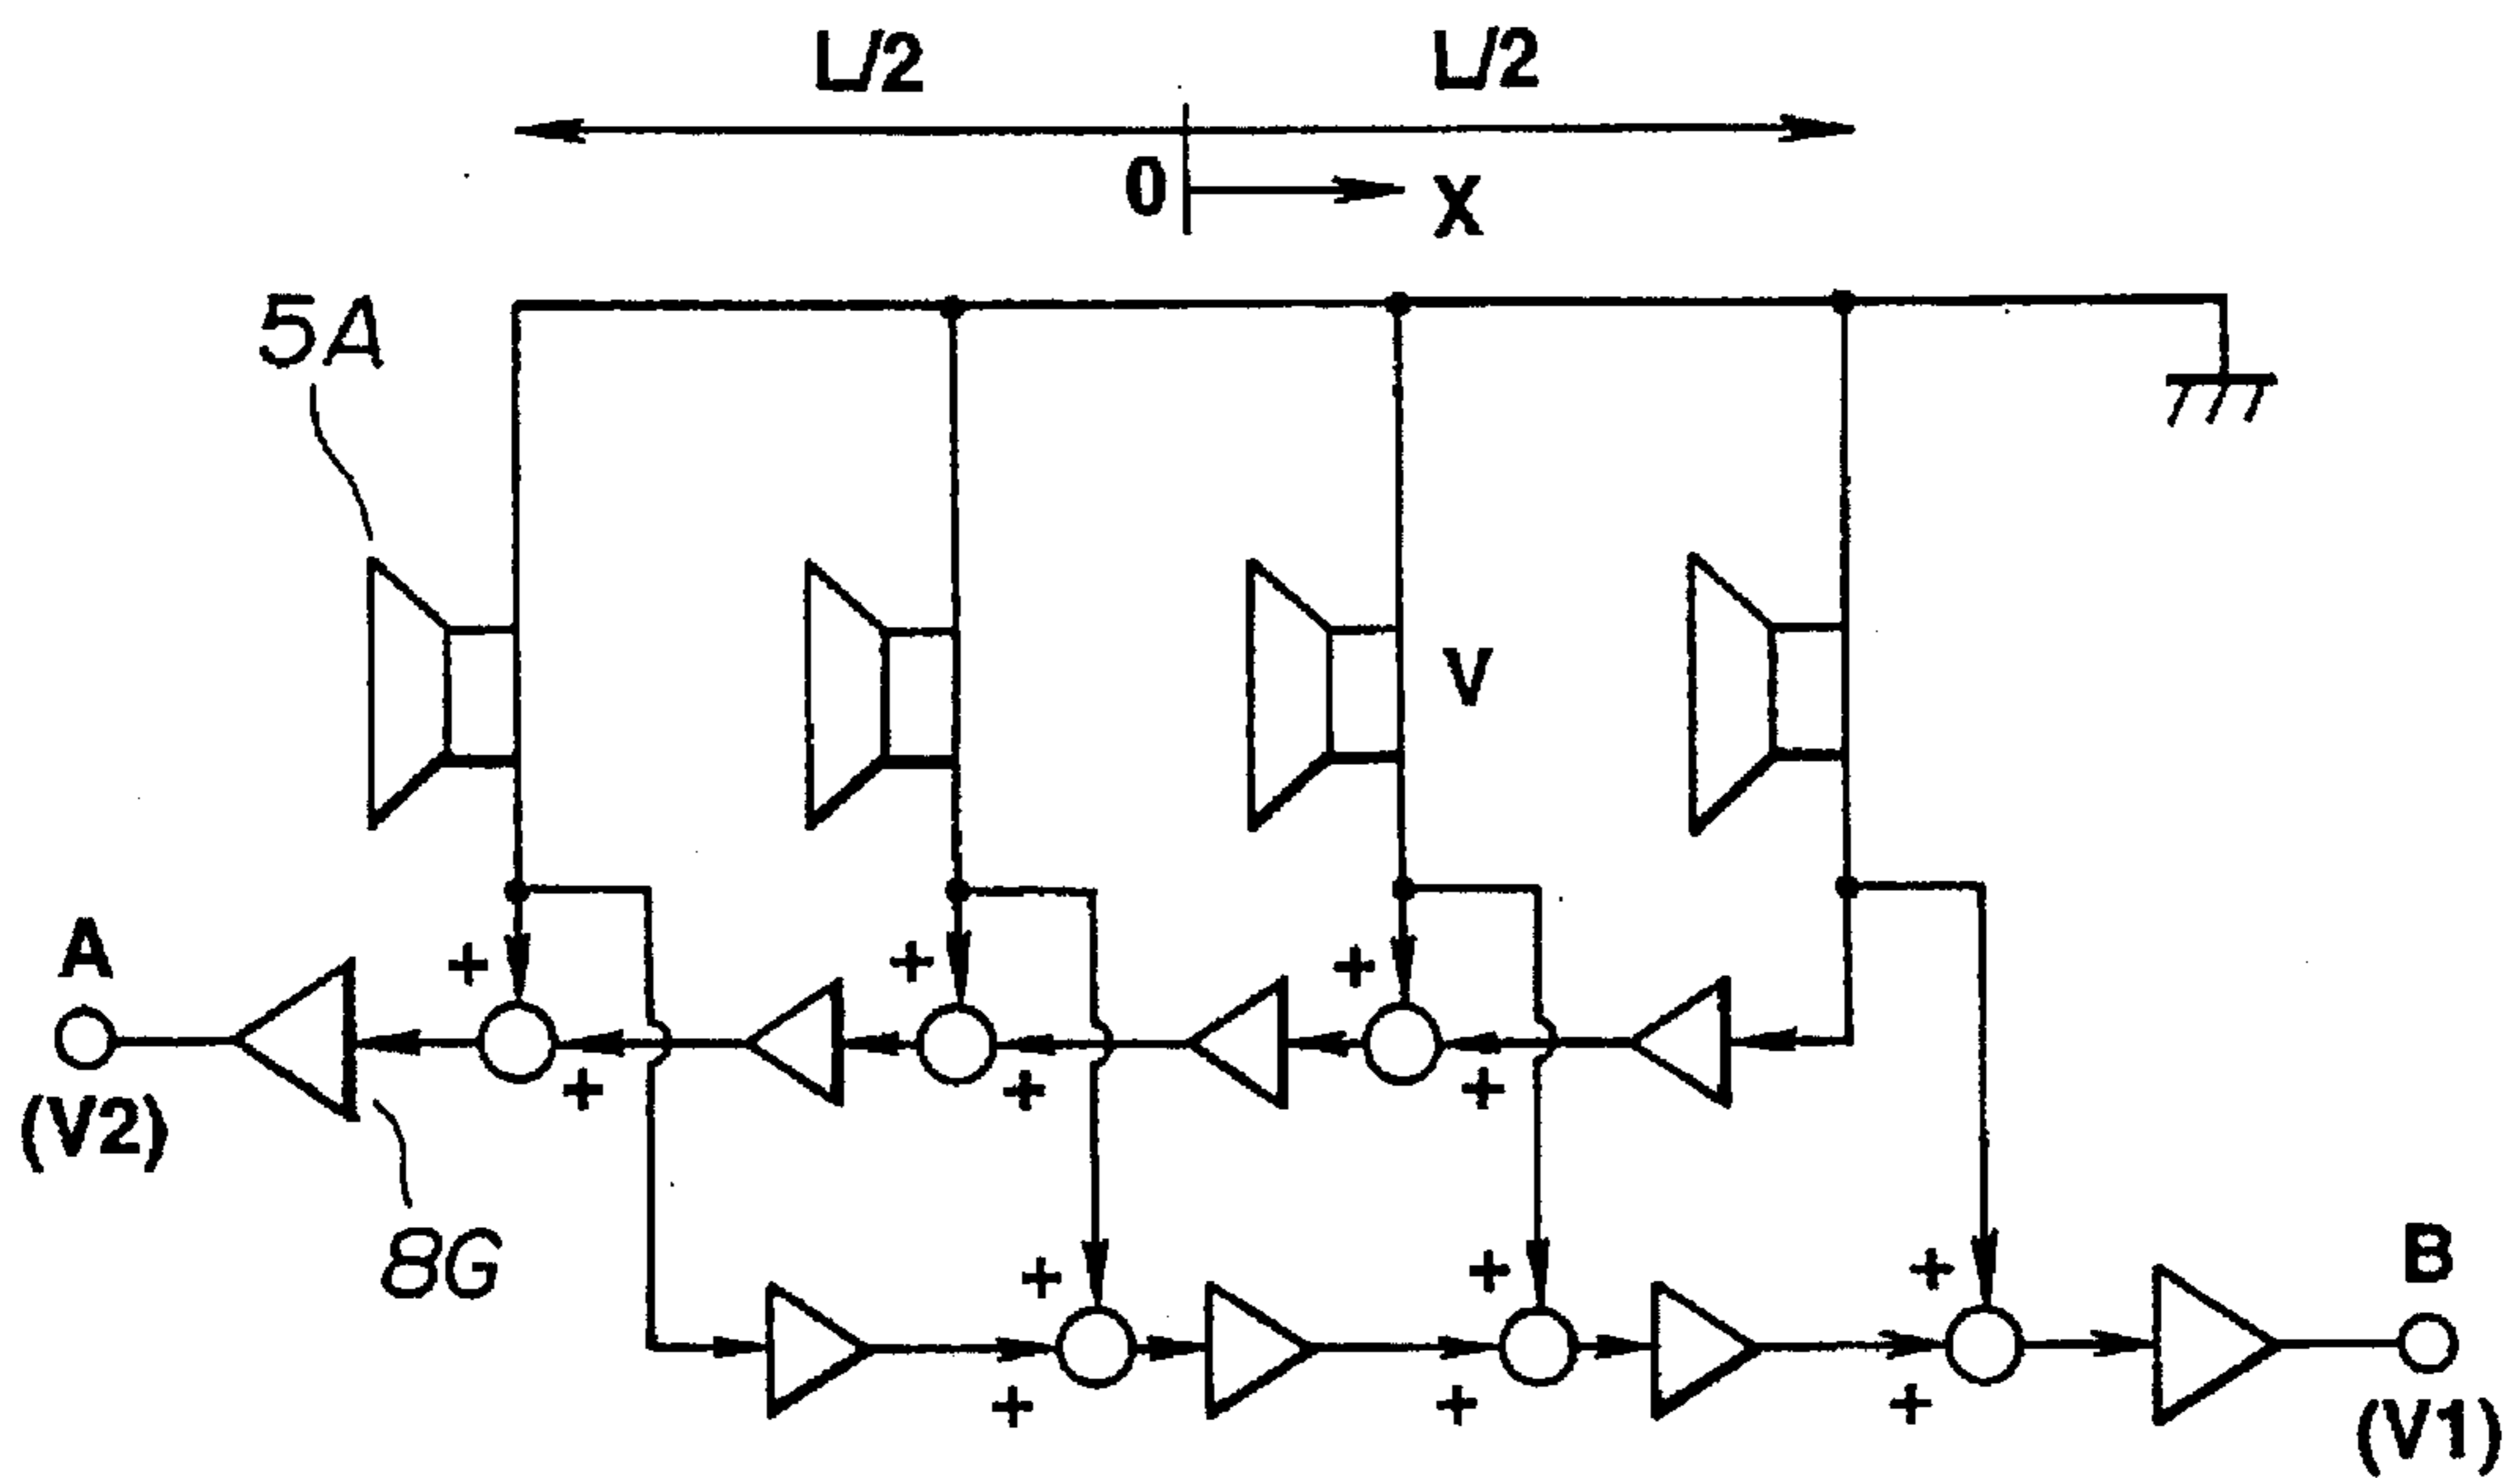 L/2 L/2
0 X
5A
V
+ + +
A
+ + +
(V2)
8G
+ + +
B
+ + +
(V1)